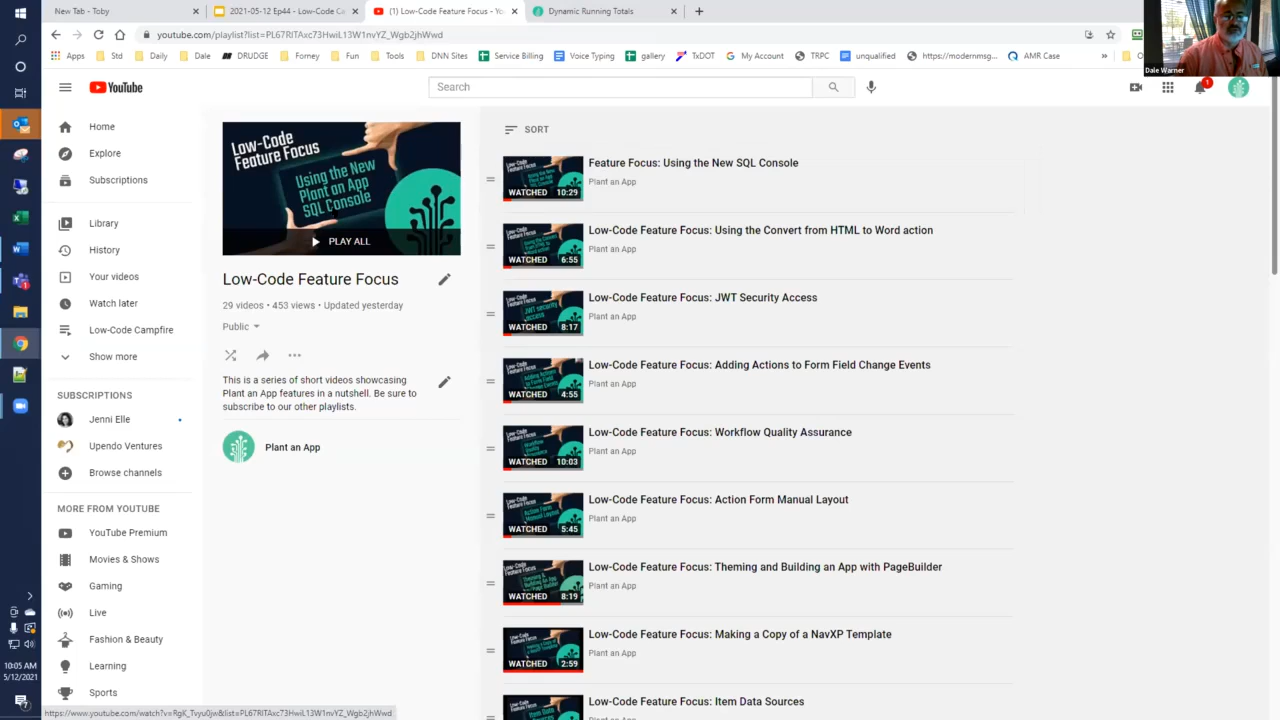 New Tab - Toby
2021-05-12 Ep44 - Low-Code Ca
(1) Low-Code Feature Focus - Yo
Dynamic Running Totals
youtube.com/playlist?list=PL67RITAxc73HwiL13W1nvYZ_Wgb2jhWwd
Apps
Std
Daily
Dale
DRUDGE
Forney
Fun
Tools
DNN Sites
Service Billing
Voice Typing
gallery
TxDOT
My Account
TRPC
unqualified
https://modernmsg...
AMR Case
»
Dale Warner
YouTube
Search
1
Home
Explore
Subscriptions
Library
History
Your videos
Watch later
Low-Code Campfire
Show more
SUBSCRIPTIONS
Jenni Elle
Upendo Ventures
Browse channels
MORE FROM YOUTUBE
YouTube Premium
Movies & Shows
Gaming
Live
Fashion & Beauty
Learning
Sports
Low-Code
Feature Focus
Using the New
Plant an App
SQL Console
PLAY ALL
Low-Code Feature Focus
29 videos • 453 views • Updated yesterday
Public
This is a series of short videos showcasing
Plant an App features in a nutshell. Be sure to
subscribe to our other playlists.
Plant an App
SORT
WATCHED 10:29
Feature Focus: Using the New SQL Console
Plant an App
WATCHED 6:55
Low-Code Feature Focus: Using the Convert from HTML to Word action
Plant an App
WATCHED 8:17
Low-Code Feature Focus: JWT Security Access
Plant an App
WATCHED 4:55
Low-Code Feature Focus: Adding Actions to Form Field Change Events
Plant an App
WATCHED 10:03
Low-Code Feature Focus: Workflow Quality Assurance
Plant an App
WATCHED 5:45
Low-Code Feature Focus: Action Form Manual Layout
Plant an App
WATCHED 8:19
Low-Code Feature Focus: Theming and Building an App with PageBuilder
Plant an App
WATCHED 2:59
Low-Code Feature Focus: Making a Copy of a NavXP Template
Plant an App
Low-Code Feature Focus: Item Data Sources
Plant an App
10:05 AM
5/12/2021
https://www.youtube.com/watch?v=RgK_Tvyu0jw&list=PL67RITAxc73HwiL13W1nvYZ_Wgb2jhWwd